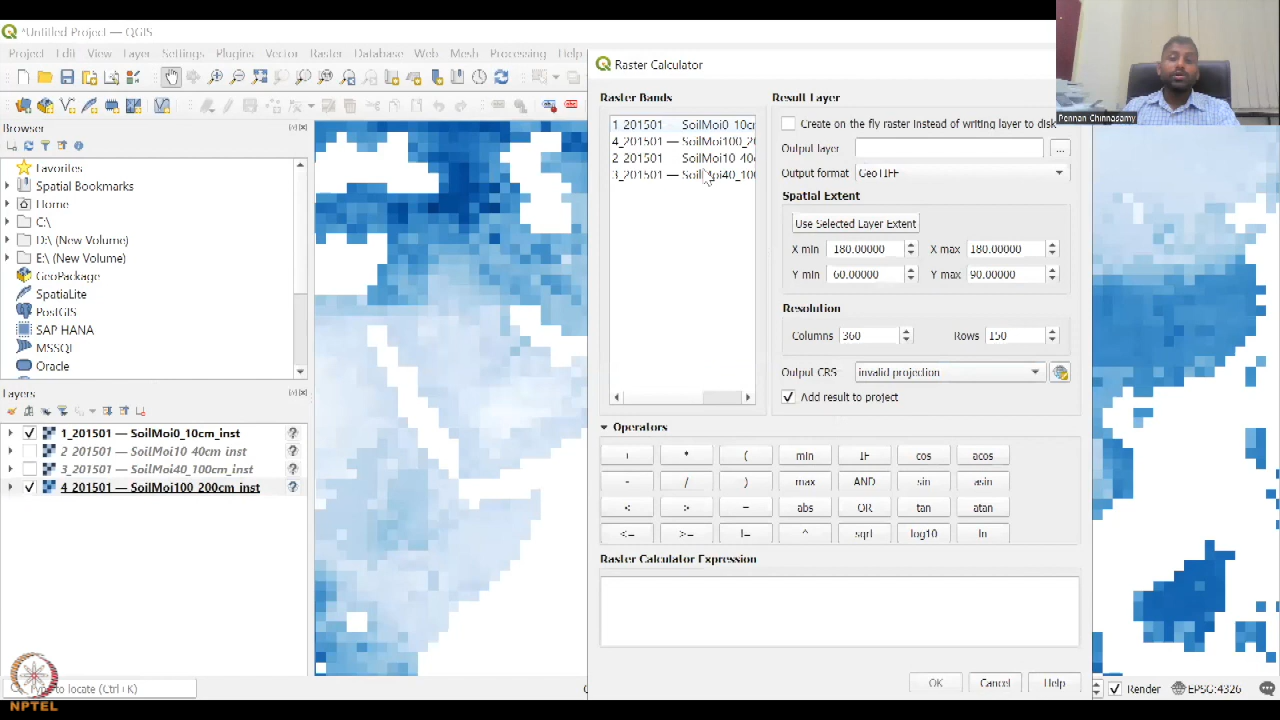 *Untitled Project — QGIS
Project Edit View Layer Settings Plugins Vector Raster Database Web Mesh Processing Help
Browser
Favorites
Spatial Bookmarks
Home
C:\
D:\ (New Volume)
E:\ (New Volume)
GeoPackage
SpatiaLite
PostGIS
SAP HANA
MSSQL
Oracle
Layers
1_201501 — SoilMoi0_10cm_inst
2_201501 — SoilMoi10_40cm_inst
3_201501 — SoilMoi40_100cm_inst
4_201501 — SoilMoi100_200cm_inst
Type to locate (Ctrl+K)
NPTEL
Raster Calculator
Raster Bands
1_201501 — SoilMoi0_10c
4_201501 — SoilMoi100_20
2_201501 — SoilMoi10_40
3_201501 — SoilMoi40_100
Result Layer
Create on the fly raster instead of writing layer to disk
Output layer
...
Output format GeoTIFF
Spatial Extent
Use Selected Layer Extent
X min 180.00000 X max 180.00000
Y min 60.00000 Y max 90.00000
Resolution
Columns 360 Rows 150
Output CRS invalid projection
Add result to project
Operators
+ * ( min IF cos acos
- / ) max AND sin asin
< > = abs OR tan atan
<= >= != ^ sqrt log10 ln
Raster Calculator Expression
OK Cancel Help
Render EPSG:4326
Pennan Chinnasamy